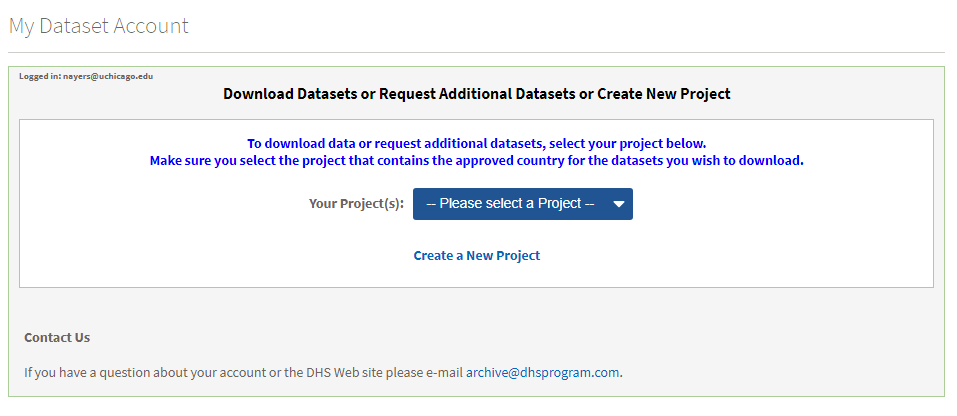 My Dataset Account
Logged in: nayers@uchicago.edu
Download Datasets or Request Additional Datasets or Create New Project
To download data or request additional datasets, select your project below.
Make sure you select the project that contains the approved country for the datasets you wish to download.
Your Project(s): -- Please select a Project --
Create a New Project
Contact Us
If you have a question about your account or the DHS Web site please e-mail archive@dhsprogram.com.